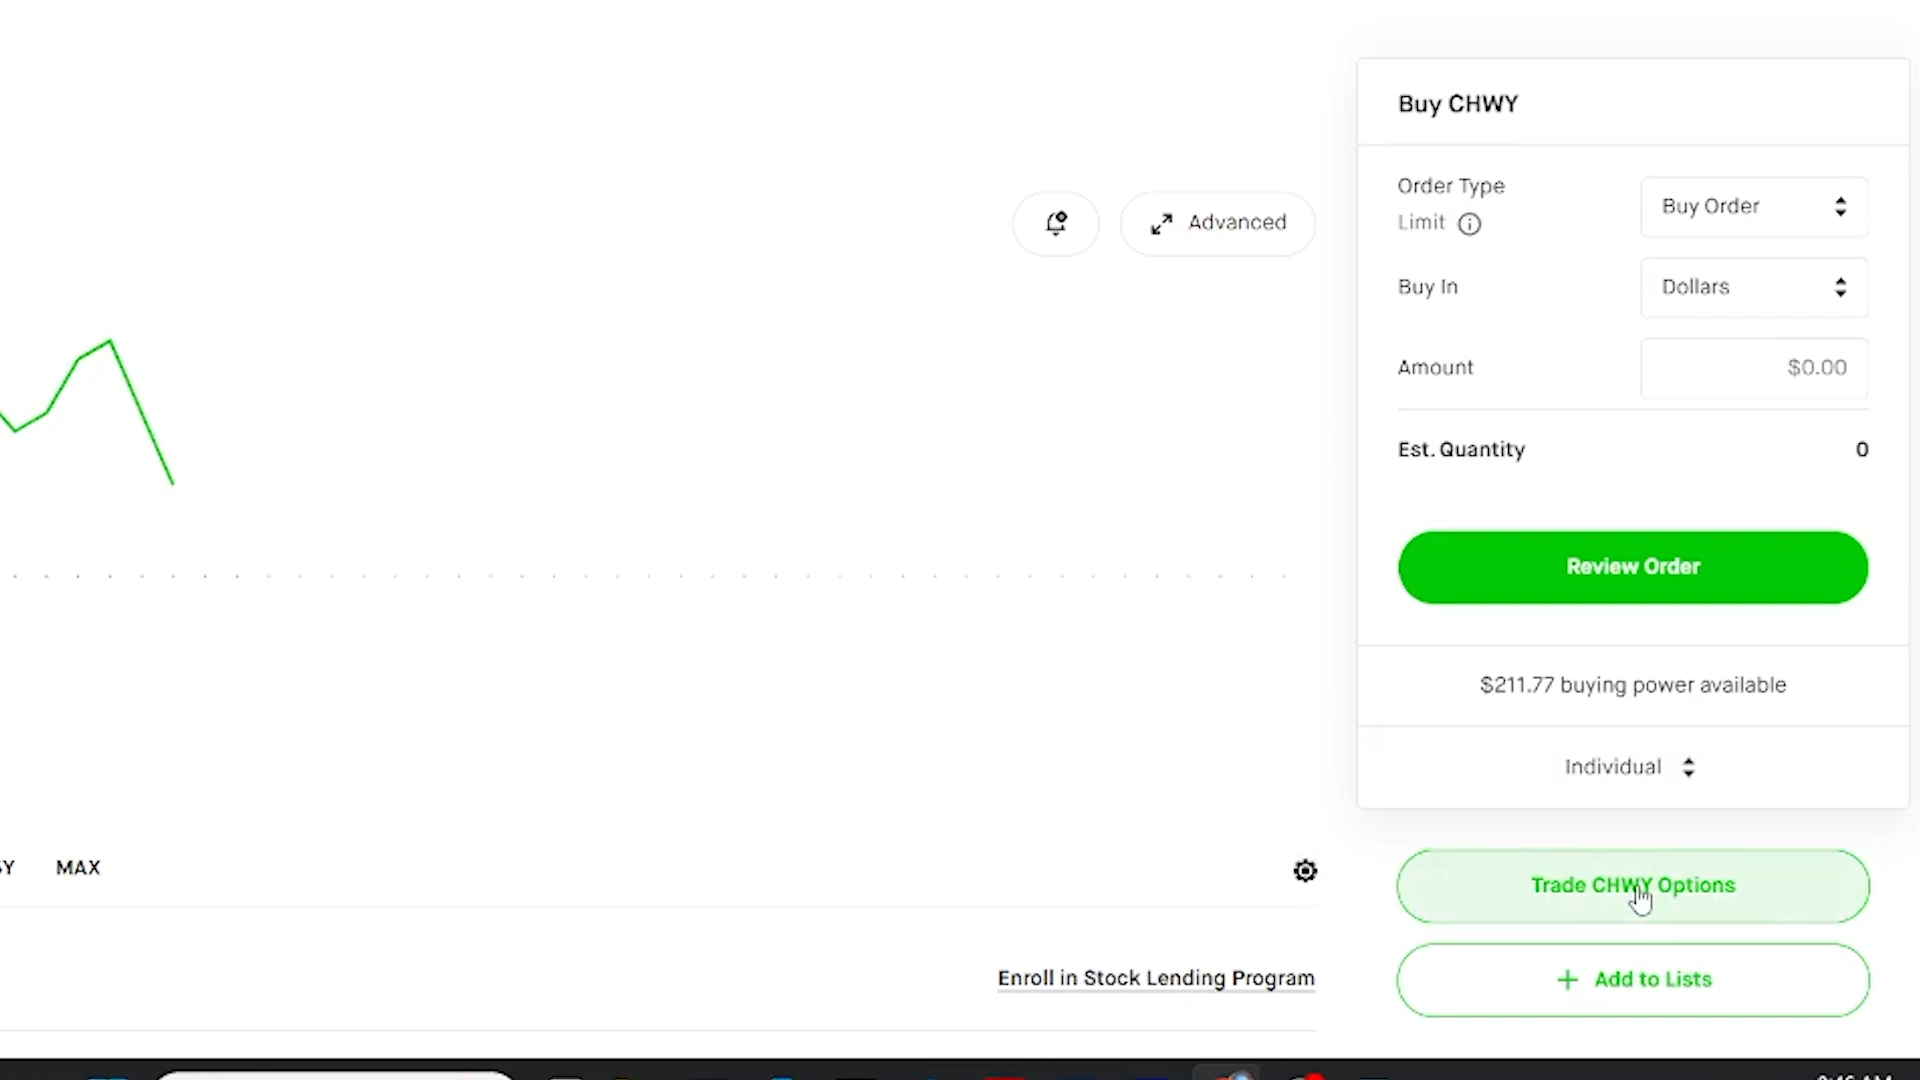 Buy CHWY
Order Type
Limit
Buy Order
Buy In
Dollars
Amount
$0.00
Est. Quantity
0
Review Order
$211.77 buying power available
Individual
Trade CHWY Options
Add to Lists
Advanced
MAX
Enroll in Stock Lending Program